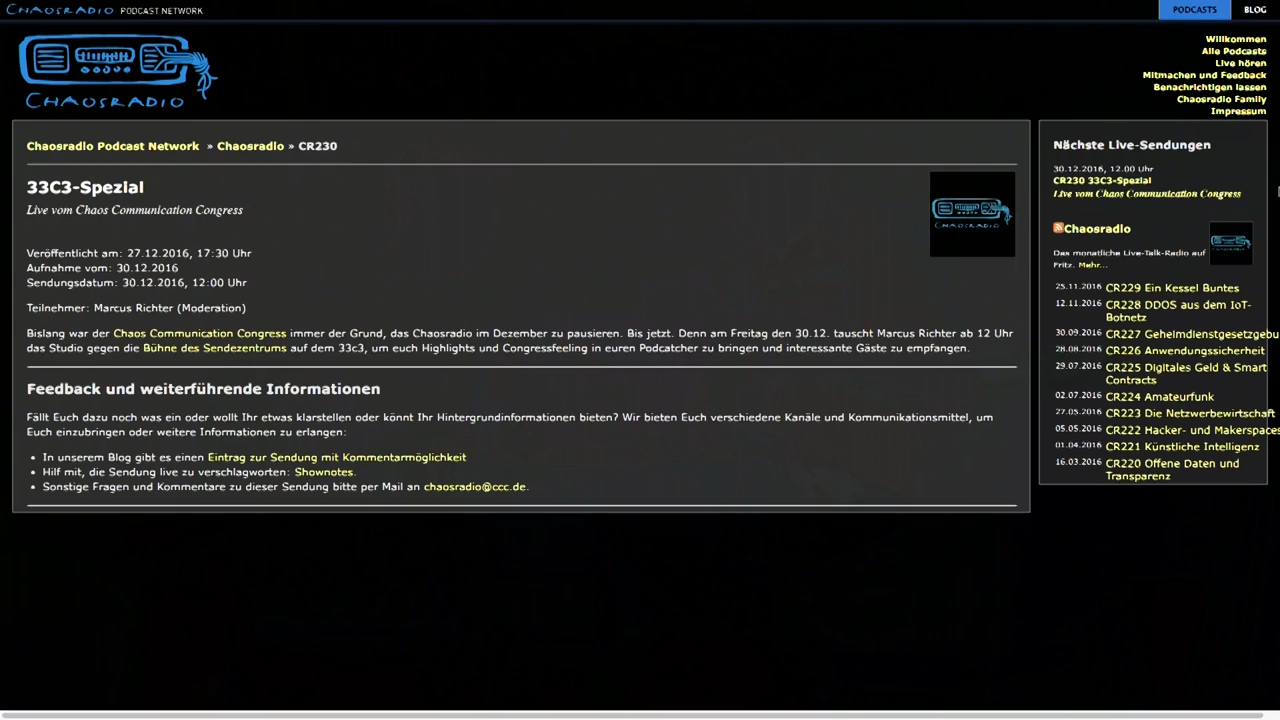 CHAOSRADIO PODCAST NETWORK
PODCASTS
BLOG
CHAOSRADIO
Willkommen
Alle Podcasts
Live hören
Mitmachen und Feedback
Benachrichtigen lassen
Chaosradio Family
Impressum
Chaosradio Podcast Network » Chaosradio » CR230
33C3-Spezial
Live vom Chaos Communication Congress
CHAOSRADIO
Veröffentlicht am: 27.12.2016, 17:30 Uhr
Aufnahme vom: 30.12.2016
Sendungsdatum: 30.12.2016, 12:00 Uhr
Teilnehmer: Marcus Richter (Moderation)
Bislang war der Chaos Communication Congress immer der Grund, das Chaosradio im Dezember zu pausieren. Bis jetzt. Denn am Freitag den 30.12. tauscht Marcus Richter ab 12 Uhr
das Studio gegen die Bühne des Sendezentrums auf dem 33c3, um euch Highlights und Congressfeeling in euren Podcatcher zu bringen und interessante Gäste zu empfangen.
Feedback und weiterführende Informationen
Fällt Euch dazu noch was ein oder wollt Ihr etwas klarstellen oder könnt Ihr Hintergrundinformationen bieten? Wir bieten Euch verschiedene Kanäle und Kommunikationsmittel, um
Euch einzubringen oder weitere Informationen zu erlangen:
• In unserem Blog gibt es einen Eintrag zur Sendung mit Kommentarmöglichkeit
• Hilf mit, die Sendung live zu verschlagworten: Shownotes.
• Sonstige Fragen und Kommentare zu dieser Sendung bitte per Mail an chaosradio@ccc.de.
Nächste Live-Sendungen
30.12.2016, 12.00 Uhr
CR230 33C3-Spezial
Live vom Chaos Communication Congress
Chaosradio
Das monatliche Live-Talk-Radio auf
Fritz. Mehr...
25.11.2016 CR229 Ein Kessel Buntes
12.11.2016 CR228 DDOS aus dem IoT-
Botnetz
30.09.2016 CR227 Geheimdienstgesetzgebu
28.08.2016 CR226 Anwendungssicherheit
29.07.2016 CR225 Digitales Geld & Smart
Contracts
02.07.2016 CR224 Amateurfunk
27.05.2016 CR223 Die Netzwerbewirtschaft
05.05.2016 CR222 Hacker- und Makerspaces
01.04.2016 CR221 Künstliche Intelligenz
16.03.2016 CR220 Offene Daten und
Transparenz